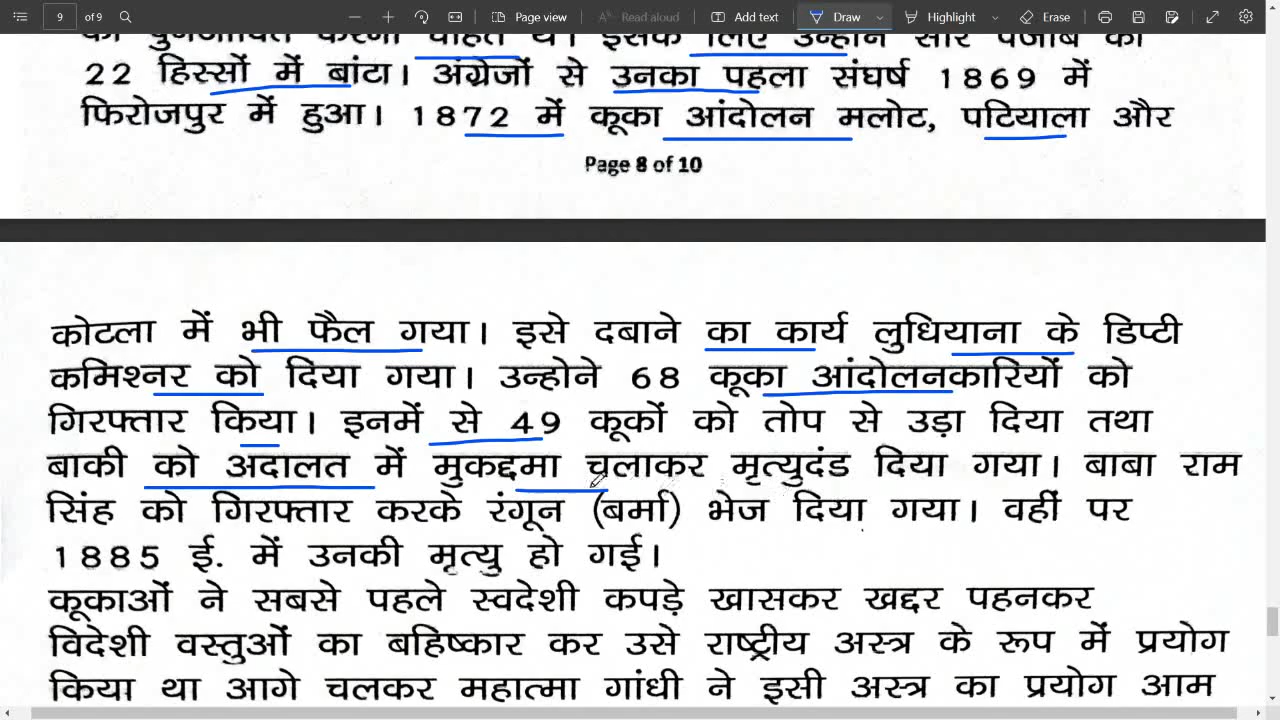 9 of 9 Page view Read aloud Add text Draw Highlight Erase
22 हिस्सों में बांटा। अंग्रेजों से उनका पहला संघर्ष 1869 में
फिरोजपुर में हुआ। 1872 में कूका आंदोलन मलोट, पटियाला और
Page 8 of 10
कोटला में भी फैल गया। इसे दबाने का कार्य लुधियाना के डिप्टी
कमिश्नर को दिया गया। उन्होने 68 कूका आंदोलनकारियों को
गिरफ्तार किया। इनमें से 49 कूकों को तोप से उड़ा दिया तथा
बाकी को अदालत में मुकद्दमा चलाकर मृत्युदंड दिया गया। बाबा राम
सिंह को गिरफ्तार करके रंगून (बर्मा) भेज दिया गया। वहीं पर
1885 ई. में उनकी मृत्यु हो गई।
कूकाओं ने सबसे पहले स्वदेशी कपड़े खासकर खद्दर पहनकर
विदेशी वस्तुओं का बहिष्कार कर उसे राष्ट्रीय अस्त्र के रूप में प्रयोग
किया था आगे चलकर महात्मा गांधी ने इसी अस्त्र का प्रयोग आम